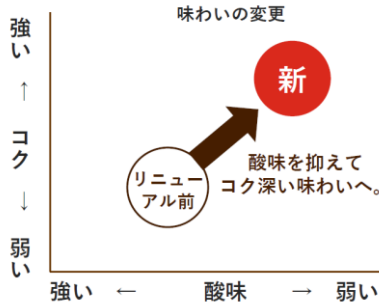 味わいの変更
強い ↑ コク ↓ 弱い
新
リニュー
アル前
酸味を抑えて
コク深い味わいへ。
強い ← 酸味 → 弱い